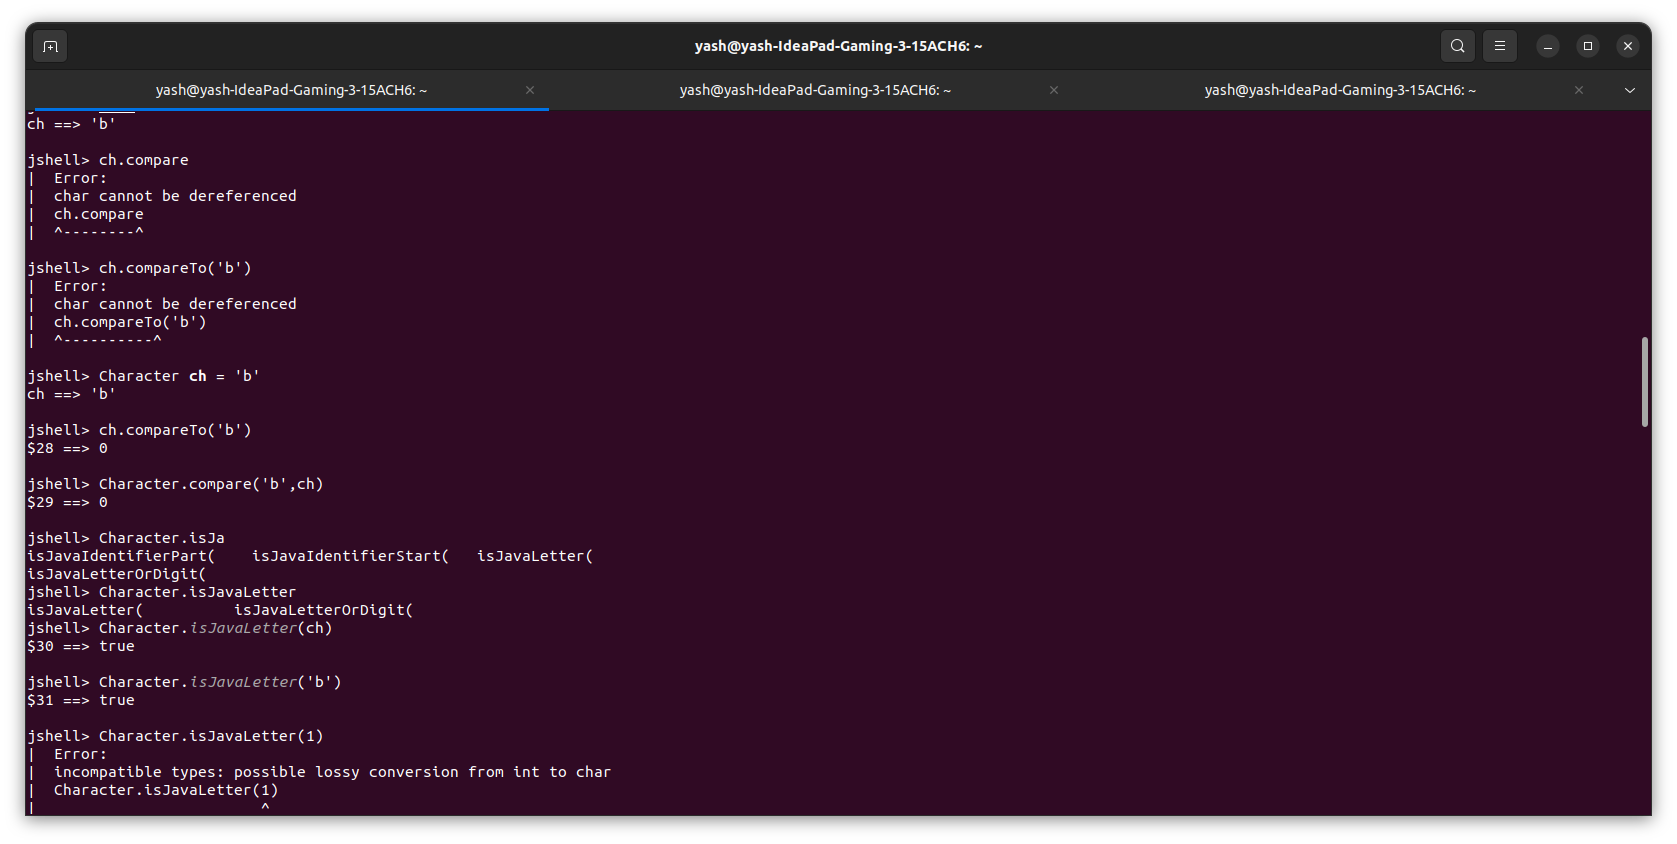 yash@yash-IdeaPad-Gaming-3-15ACH6: ~
yash@yash-IdeaPad-Gaming-3-15ACH6: ~
yash@yash-IdeaPad-Gaming-3-15ACH6: ~
yash@yash-IdeaPad-Gaming-3-15ACH6: ~
ch ==> 'b'
jshell> ch.compare
|  Error:
|  char cannot be dereferenced
|  ch.compare
|  ^--------^
jshell> ch.compareTo('b')
|  Error:
|  char cannot be dereferenced
|  ch.compareTo('b')
|  ^----------^
jshell> Character ch = 'b'
ch ==> 'b'
jshell> ch.compareTo('b')
$28 ==> 0
jshell> Character.compare('b',ch)
$29 ==> 0
jshell> Character.isJa
isJavaIdentifierPart(    isJavaIdentifierStart(   isJavaLetter(
isJavaLetterOrDigit(
jshell> Character.isJavaLetter
isJavaLetter(          isJavaLetterOrDigit(
jshell> Character.isJavaLetter(ch)
$30 ==> true
jshell> Character.isJavaLetter('b')
$31 ==> true
jshell> Character.isJavaLetter(1)
|  Error:
|  incompatible types: possible lossy conversion from int to char
|  Character.isJavaLetter(1)
|                         ^